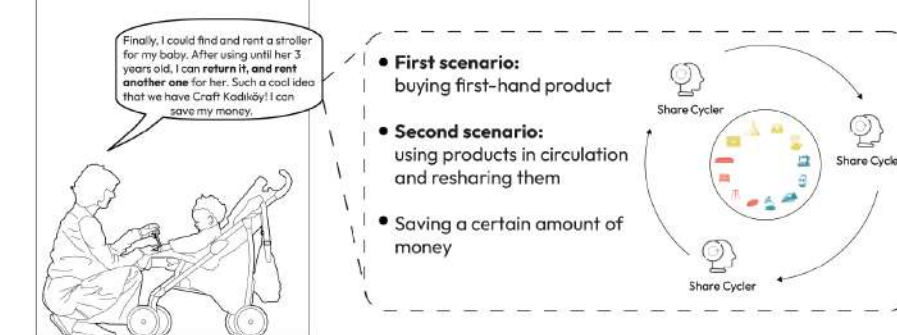 Finally, I could find and rent a stroller
for my baby. After using until her 3
years old, I can return it, and rent
another one for her. Such a cool idea
that we have Craft Kadıköy! I can
save my money.
• First scenario:
buying first-hand product
• Second scenario:
using products in circulation
and resharing them
• Saving a certain amount of
money
Share Cycler
Share Cycle
Share Cycler